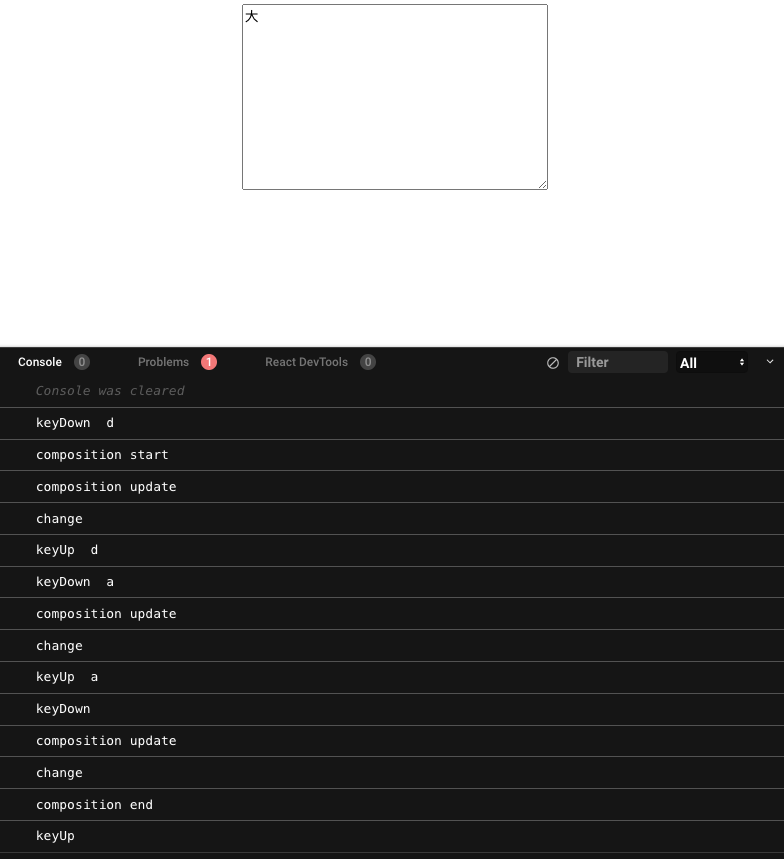 大
Console 0 Problems 1 React DevTools 0 Filter All
Console was cleared
keyDown  d
composition start
composition update
change
keyUp  d
keyDown  a
composition update
change
keyUp  a
keyDown
composition update
change
composition end
keyUp